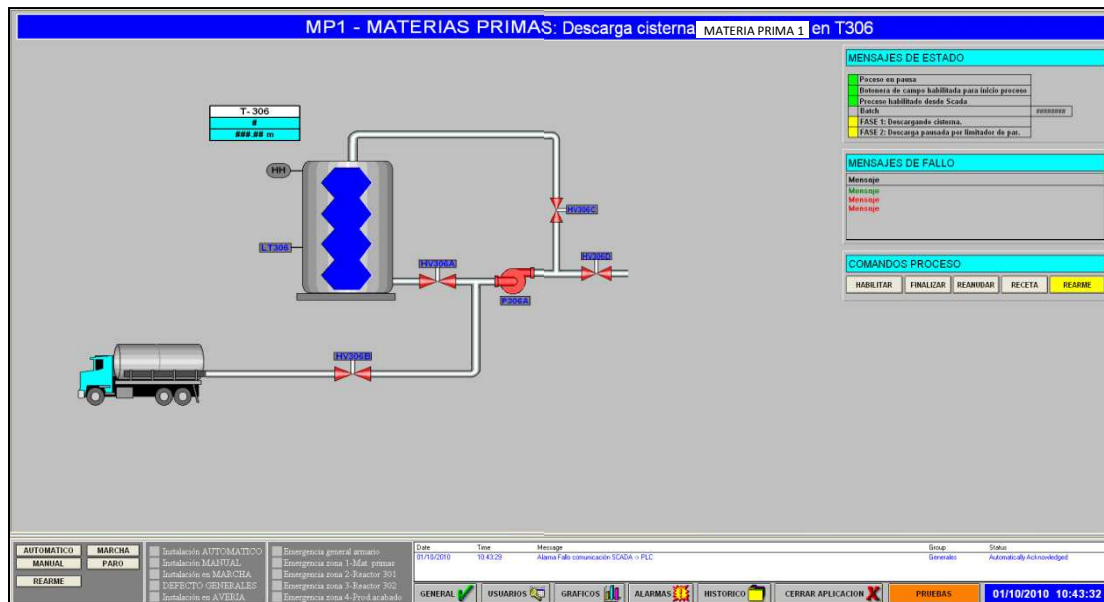 MP1 - MATERIAS PRIMAS: Descarga cisterna MATERIA PRIMA 1 en T306
T- 306
#
###.## m
HH
LT306
HV306A
HV306B
HV306C
HV306D
P306A
MENSAJES DE ESTADO
Poceso en pausa
Botonera de campo habilitada para inicio proceso
Proceso habilitado desde Scada
Batch ########
FASE 1: Descargando cisterna.
FASE 2: Descarga pausada por limitador de par.
MENSAJES DE FALLO
Mensaje
Mensaje
Mensaje
Mensaje
COMANDOS PROCESO
HABILITAR FINALIZAR REANUDAR RECETA REARME
AUTOMATICO MARCHA
MANUAL PARO
REARME
Instalación AUTOMATICO
Instalación MANUAL
Instalación en MARCHA
DEFECTO GENERALES
Instalación en AVERIA
Emergencia general armario
Emergencia zona 1-Mat. primas
Emergencia zona 2-Reactor 301
Emergencia zona 3-Reactor 302
Emergencia zona 4-Prod.acabado
Date Time Message Group Status
01/10/2010 10:43:29 Alarma Fallo comunicación SCADA -> PLC Generales Automatically Acknowledged
GENERAL USUARIOS GRAFICOS ALARMAS HISTORICO CERRAR APLICACION PRUEBAS 01/10/2010 10:43:32